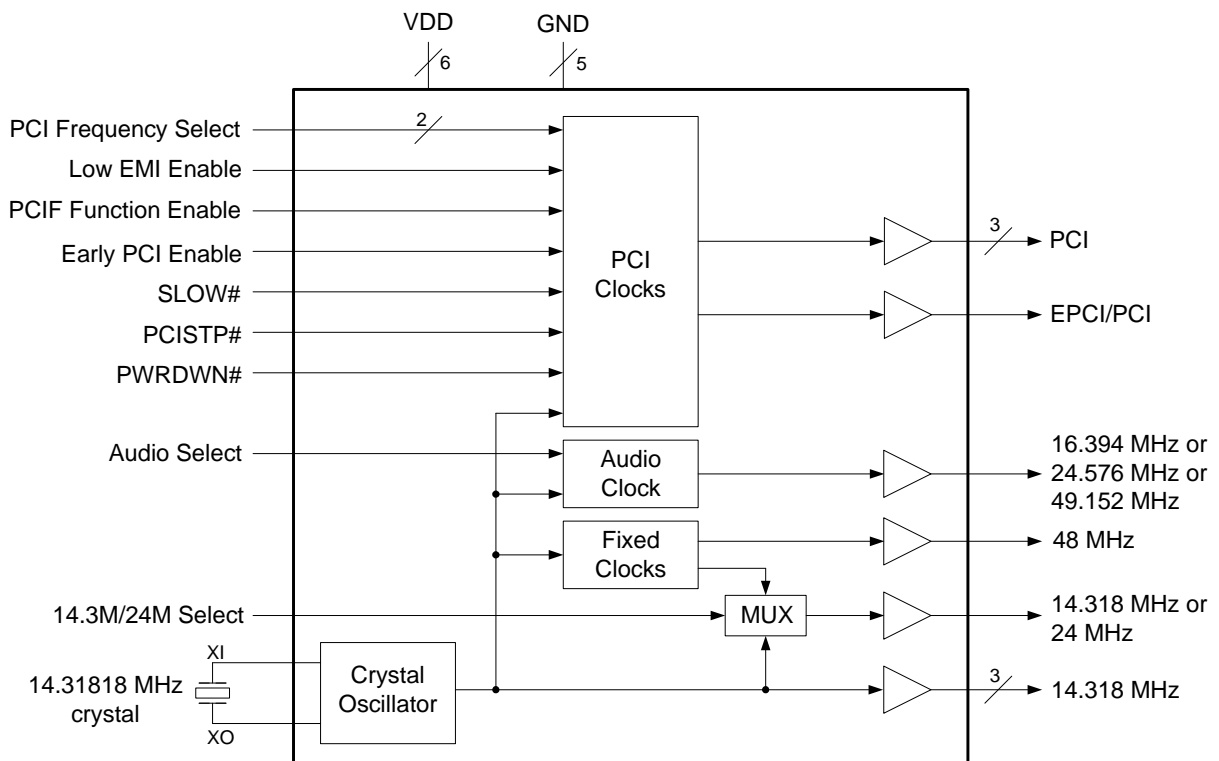 VDD
GND
6
5
PCI Frequency Select
2
Low EMI Enable
PCIF Function Enable
Early PCI Enable
SLOW#
PCISTP#
PWRDWN#
PCI
Clocks
3
PCI
EPCI/PCI
Audio Select
Audio
Clock
16.394 MHz or
24.576 MHz or
49.152 MHz
Fixed
Clocks
48 MHz
14.3M/24M Select
MUX
14.318 MHz or
24 MHz
XI
14.31818 MHz
crystal
XO
Crystal
Oscillator
3
14.318 MHz